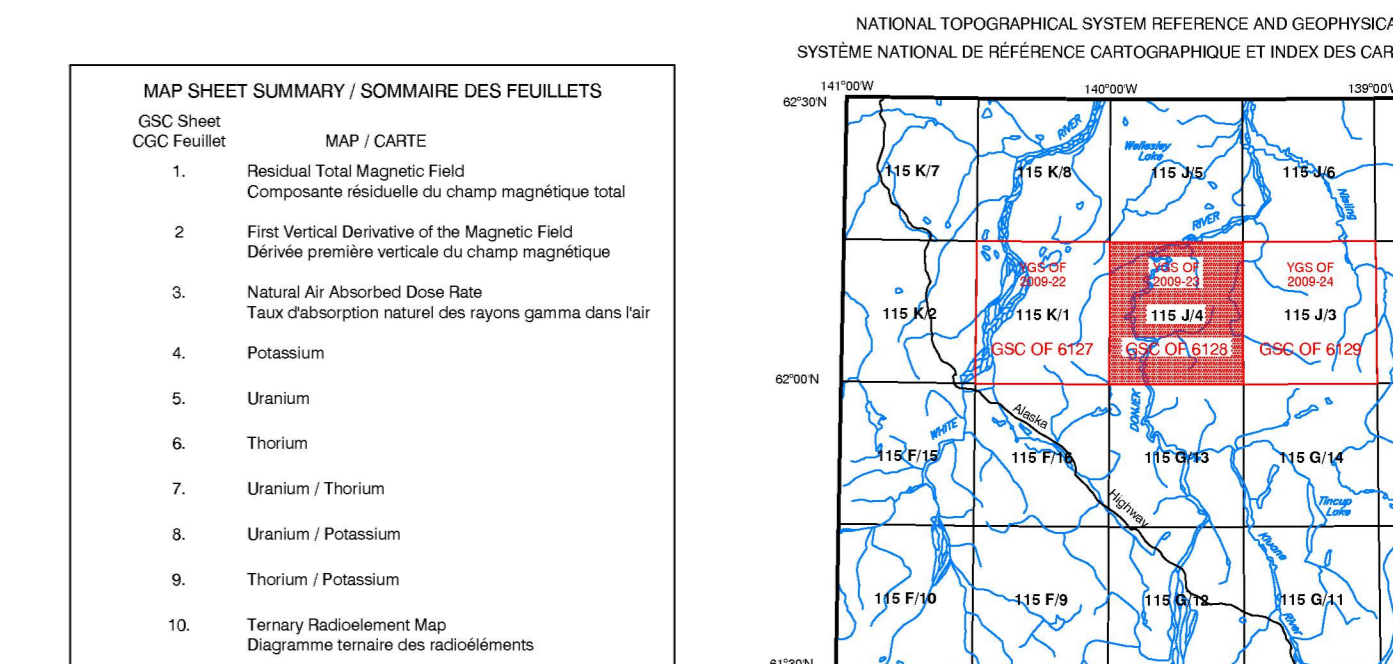 MAP SHEET SUMMARY / SOMMAIRE DES FEUILLETS
GSC Sheet
CGC Feuillet MAP / CARTE
1. Residual Total Magnetic Field
Composante résiduelle du champ magnétique total
2 First Vertical Derivative of the Magnetic Field
Dérivée première verticale du champ magnétique
3. Natural Air Absorbed Dose Rate
Taux d'absorption naturel des rayons gamma dans l'air
4. Potassium
5. Uranium
6. Thorium
7. Uranium / Thorium
8. Uranium / Potassium
9. Thorium / Potassium
10. Ternary Radioelement Map
Diagramme ternaire des radioéléments
NATIONAL TOPOGRAPHICAL SYSTEM REFERENCE AND GEOPHYSICA
SYSTÈME NATIONAL DE RÉFÉRENCE CARTOGRAPHIQUE ET INDEX DES CAR
141°00'W 140°00'W 139°00'W
62°30'N
RIVER
Wellesley
Lake
115 K/7 115 K/8 115 J/5 115 J/6
Nisling
RIVER
YGS OF YGS OF YGS OF
2009-22 2009-23 2009-24
115 K/2 115 K/1 115 J/4 115 J/3
GSC OF 6127 GSC OF 6128 GSC OF 6129
62°00'N
Alaska
DONJEK
WHITE
115 F/15 115 F/16 115 G/13 115 G/14
Highway
Tincup
Lake
Kluane
115 F/10 115 F/9 115 G/12 115 G/11
River
61°30'N